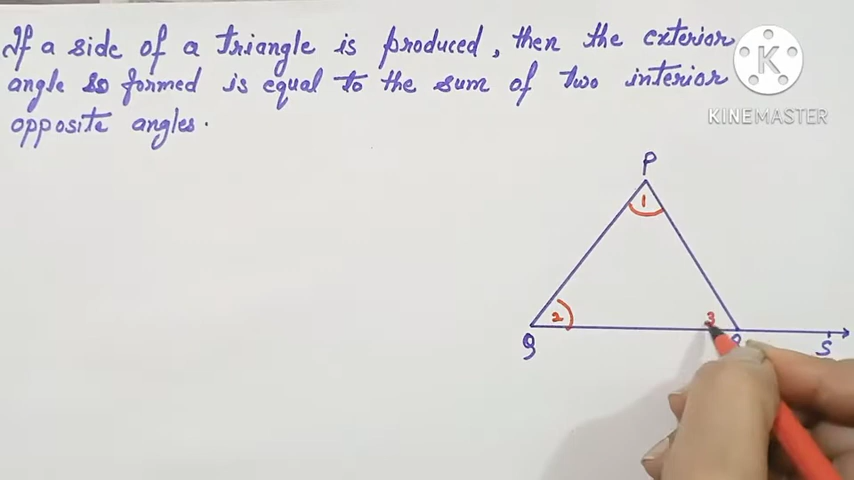 If a side of a triangle is produced, then the exterior
angle so formed is equal to the sum of two interior
opposite angles.
K
KINEMASTER
P
1
2
3
Q
S